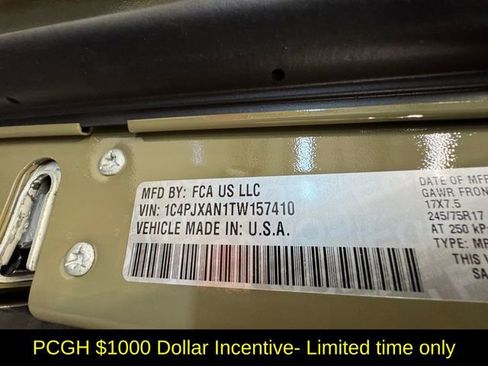 MFD BY: FCA US LLC
VIN: 1C4PJXAN1TW157410
VEHICLE MADE IN: U.S.A.
DATE OF MFR
GAWR FRON
17X7.5
245/75R17
AT 250 kP
TYPE: MP
THIS V
SA
PCGH $1000 Dollar Incentive- Limited time only